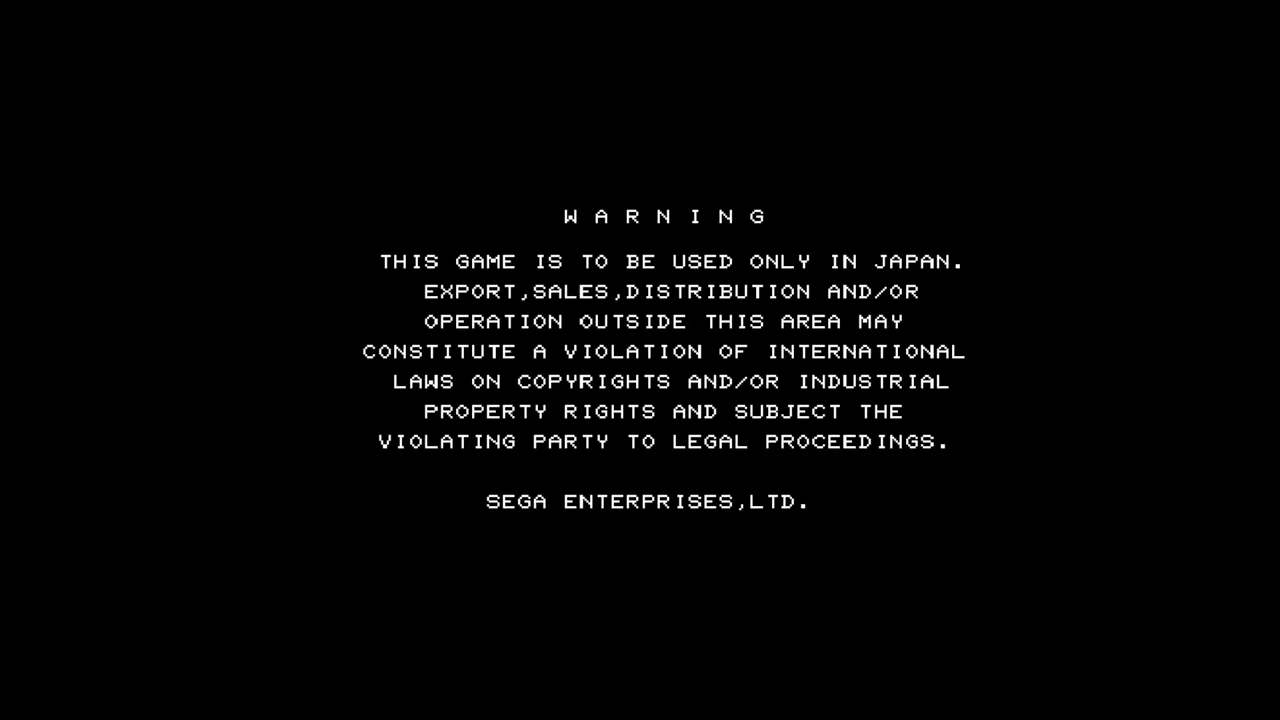 W A R N I N G
THIS GAME IS TO BE USED ONLY IN JAPAN.
EXPORT,SALES,DISTRIBUTION AND/OR
OPERATION OUTSIDE THIS AREA MAY
CONSTITUTE A VIOLATION OF INTERNATIONAL
LAWS ON COPYRIGHTS AND/OR INDUSTRIAL
PROPERTY RIGHTS AND SUBJECT THE
VIOLATING PARTY TO LEGAL PROCEEDINGS.
SEGA ENTERPRISES,LTD.